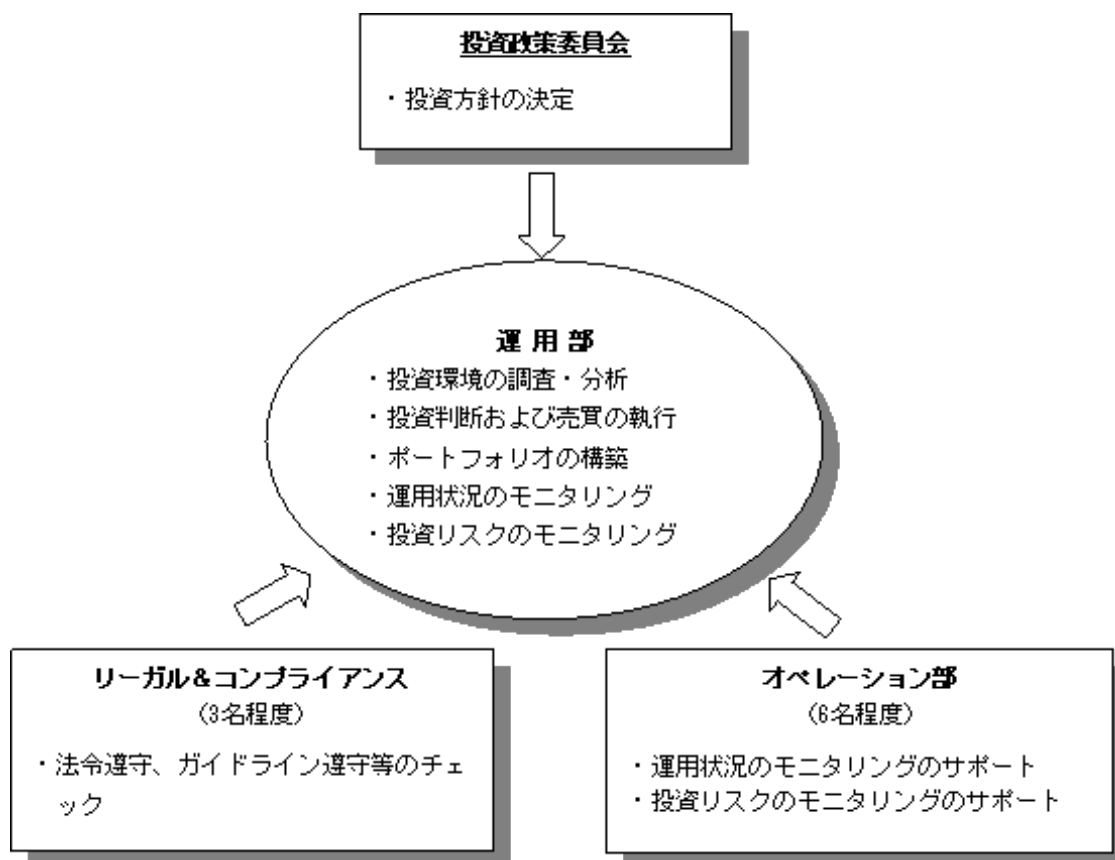 投資政策委員会
・投資方針の決定
運 用 部
・投資環境の調査・分析
・投資判断および売買の執行
・ポートフォリオの構築
・運用状況のモニタリング
・投資リスクのモニタリング
リーガル＆コンプライアンス
（3名程度）
・法令遵守、ガイドライン遵守等のチェ
ック
オペレーション部
（6名程度）
・運用状況のモニタリングのサポート
・投資リスクのモニタリングのサポート